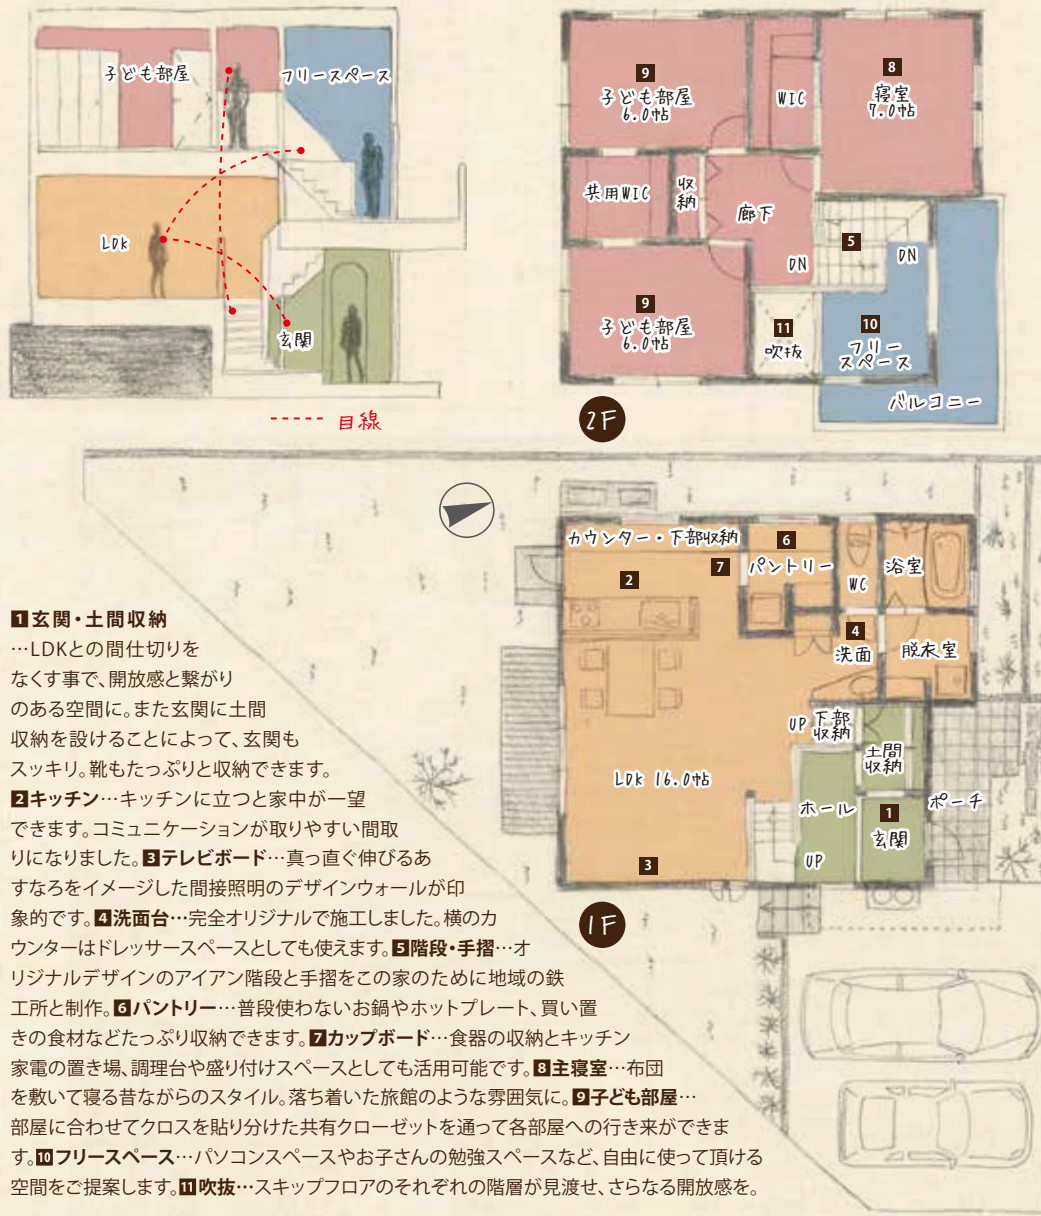 子ども部屋
フリースペース
LDK
玄関
目線
9
子ども部屋
6.0帖
WIC
8
寝室
7.0帖
共用WIC
収納
廊下
5
DN
DN
9
子ども部屋
6.0帖
11
吹抜
10
フリー
スペース
バルコニー
2F
カウンター・下部収納
6
パントリー
7
2
WC
浴室
4
洗面
脱衣室
UP
下部
収納
土間
収納
LDK 16.0帖
ホール
1
玄関
ポーチ
UP
3
1F
1玄関・土間収納
…LDKとの間仕切りを
なくす事で、開放感と繋がり
のある空間に。また玄関に土間
収納を設けることによって、玄関も
スッキリ。靴もたっぷりと収納できます。
2キッチン…キッチンに立つと家中が一望
できます。コミュニケーションが取りやすい間取
りになりました。3テレビボード…真っ直ぐ伸びるあ
すなろをイメージした間接照明のデザインウォールが印
象的です。4洗面台…完全オリジナルで施工しました。横のカ
ウンターはドレッサースペースとしても使えます。5階段・手摺…オ
リジナルデザインのアイアン階段と手摺をこの家のために地域の鉄
工所と制作。6パントリー…普段使わないお鍋やホットプレート、買い置
きの食材などたっぷり収納できます。7カップボード…食器の収納とキッチン
家電の置き場、調理台や盛り付けスペースとしても活用可能です。8主寝室…布団
を敷いて寝る昔ながらのスタイル。落ち着いた旅館のような雰囲気に。9子ども部屋…
部屋に合わせてクロスを貼り分けた共有クローゼットを通って各部屋への行き来ができま
す。10フリースペース…パソコンスペースやお子さんの勉強スペースなど、自由に使って頂ける
空間をご提案します。11吹抜…スキップフロアのそれぞれの階層が見渡せ、さらなる開放感を。